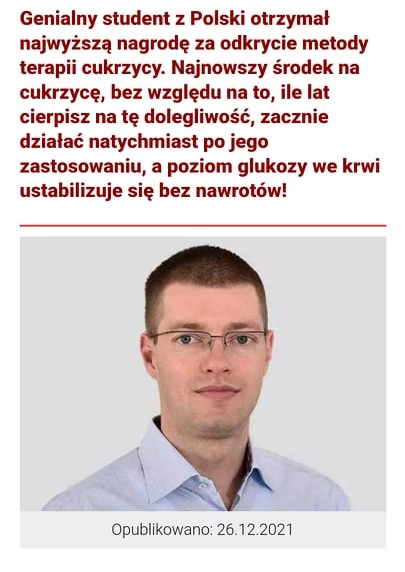 Genialny student z Polski otrzymał
najwyższą nagrodę za odkrycie metody
terapii cukrzycy. Najnowszy środek na
cukrzycę, bez względu na to, ile lat
cierpisz na tę dolegliwość, zacznie
działać natychmiast po jego
zastosowaniu, a poziom glukozy we krwi
ustabilizuje się bez nawrotów!
Opublikowano: 26.12.2021